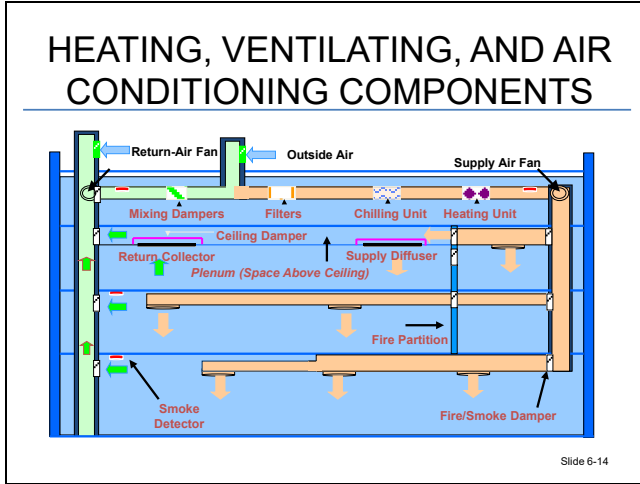 HEATING, VENTILATING, AND AIR
CONDITIONING COMPONENTS
Return-Air Fan
Outside Air
Supply Air Fan
Mixing Dampers
Filters
Chilling Unit
Heating Unit
Ceiling Damper
Return Collector
Supply Diffuser
Plenum (Space Above Ceiling)
Fire Partition
Smoke
Detector
Fire/Smoke Damper
Slide 6-14